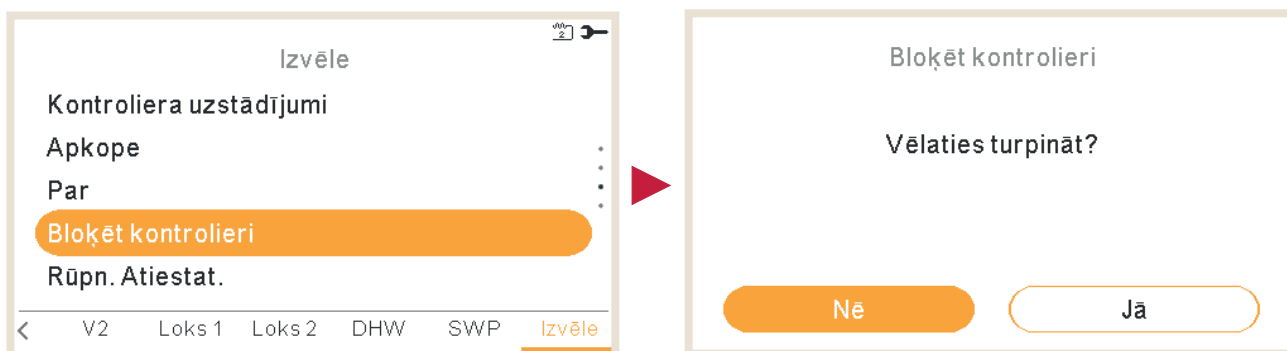 2
Izvēle
Kontroliera uzstādījumi
Apkope
Par
Bloķēt kontrolieri
Rūpn. Atiestat.
< V2 Loks 1 Loks 2 DHW SWP Izvēle
Bloķēt kontrolieri
Vēlaties turpināt?
Nē Jā